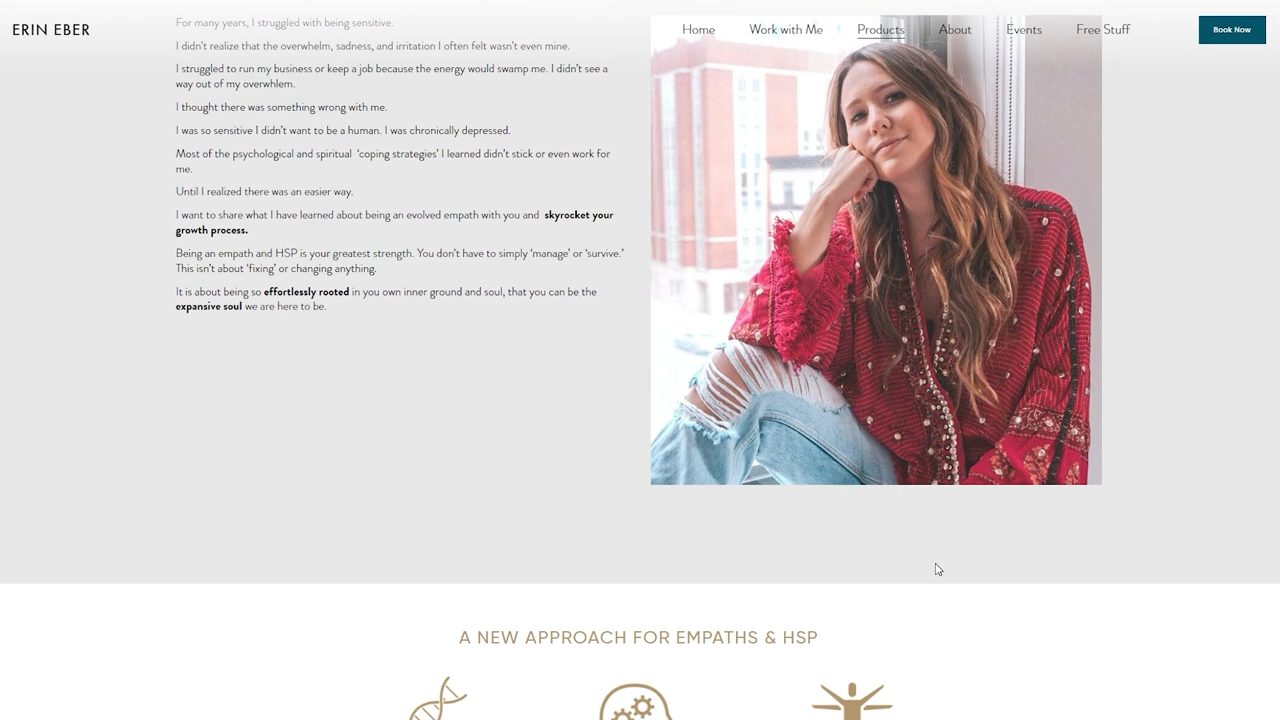 ERIN EBER
Home
Work with Me
Products
About
Events
Free Stuff
Book Now
For many years, I struggled with being sensitive.
I didn't realize that the overwhelm, sadness, and irritation I often felt wasn't even mine.
I struggled to run my business or keep a job because the energy would swamp me. I didn't see a
way out of my overwhlem.
I thought there was something wrong with me.
I was so sensitive I didn't want to be a human. I was chronically depressed.
Most of the psychological and spiritual 'coping strategies' I learned didn't stick or even work for
me.
Until I realized there was an easier way.
I want to share what I have learned about being an evolved empath with you and skyrocket your
growth process.
Being an empath and HSP is your greatest strength. You don't have to simply 'manage' or 'survive.'
This isn't about 'fixing' or changing anything.
It is about being so effortlessly rooted in you own inner ground and soul, that you can be the
expansive soul we are here to be.
A NEW APPROACH FOR EMPATHS & HSP